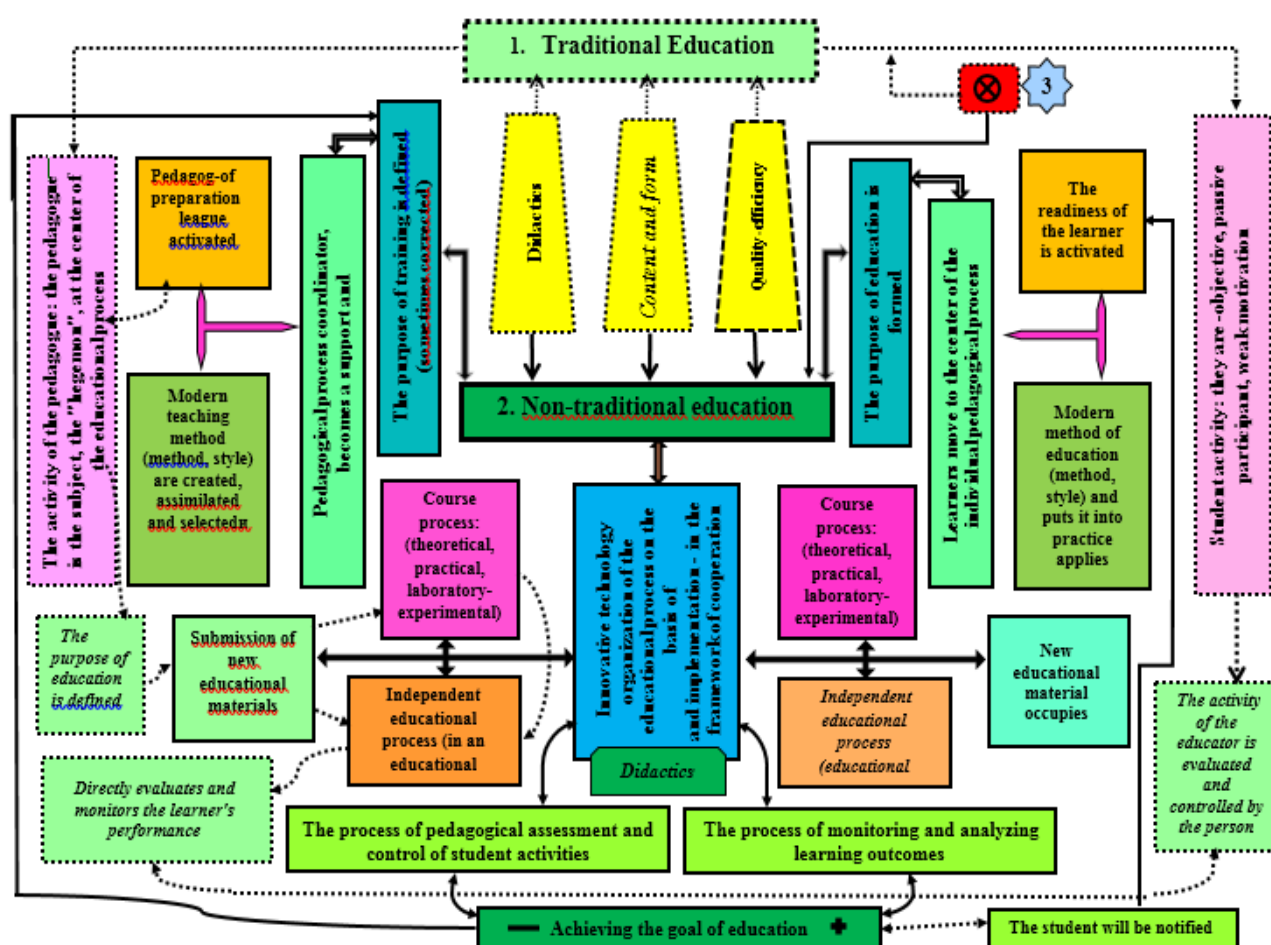 1. Traditional Education
3
The activity of the pedagogue: the pedagogue
is the subject, the "hegemon", at the center of
the educational process
Pedagog-of
preparation
league
activated
Modern
teaching
method
(method, style)
are created,
assimilated
and selectedи
Pedagogical process coordinator,
becomes a support and
The purpose of training is defined
(sometimes corrected)
Didactics
Content and form
Quality-efficiency
2. Non-traditional education
The purpose of education is
formed
Learners move to the center of the
individual pedagogical process
The
readiness of
the learner
is activated
Modern
method of
education
(method,
style) and
puts it into
practice
applies
Student activity: they are -objective, passive
participant, weak motivation
Course
process:
(theoretical,
practical,
laboratory-
experimental)
Innovative technology
organization of the
educational process on the
basis of
and implementation - in the
framework of cooperation
Course
process:
(theoretical,
practical,
laboratory-
experimental)
The
purpose of
education
is defined
Submission of
new
educational
materials
Independent
educational
process (in an
educational
Independent
educational
process
(educational
New
educational
material
occupies
The activity
of the
educator is
evaluated
and
controlled by
the person
Didactics
Directly evaluates and
monitors the learner's
performance
The process of pedagogical assessment and
control of student activities
The process of monitoring and analyzing
learning outcomes
Achieving the goal of education
The student will be notified